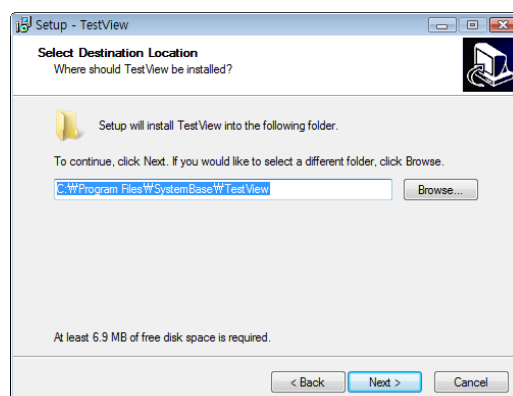 Setup - TestView
Select Destination Location
Where should TestView be installed?
Setup will install TestView into the following folder.
To continue, click Next. If you would like to select a different folder, click Browse.
C:₩Program Files₩SystemBase₩TestView
Browse...
At least 6.9 MB of free disk space is required.
< Back
Next >
Cancel